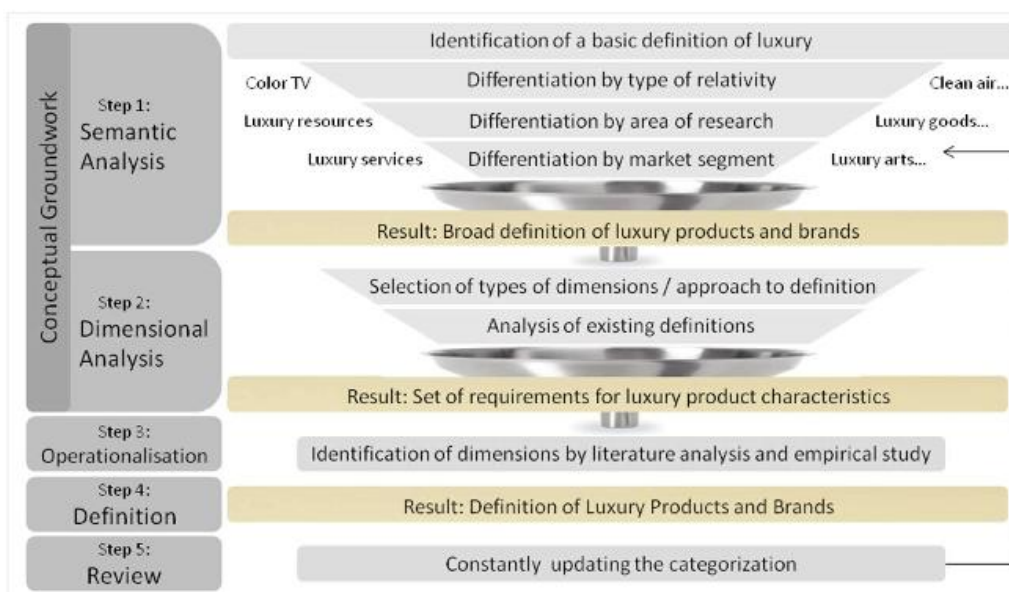 Conceptual Groundwork
Step 1:
Semantic
Analysis
Identification of a basic definition of luxury
Color TV
Differentiation by type of relativity
Clean air...
Luxury resources
Differentiation by area of research
Luxury goods...
Luxury services
Differentiation by market segment
Luxury arts...
Result: Broad definition of luxury products and brands
Step 2:
Dimensional
Analysis
Selection of types of dimensions / approach to definition
Analysis of existing definitions
Result: Set of requirements for luxury product characteristics
Step 3:
Operationalisation
Identification of dimensions by literature analysis and empirical study
Step 4:
Definition
Result: Definition of Luxury Products and Brands
Step 5:
Review
Constantly updating the categorization